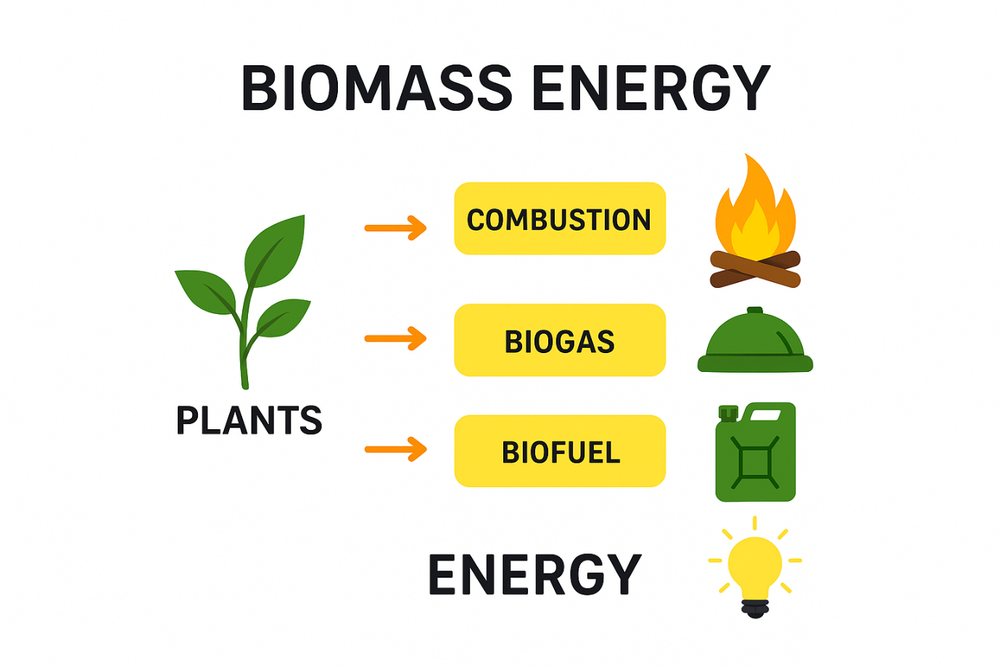 BIOMASS ENERGY
COMBUSTION
BIOGAS
PLANTS
BIOFUEL
ENERGY